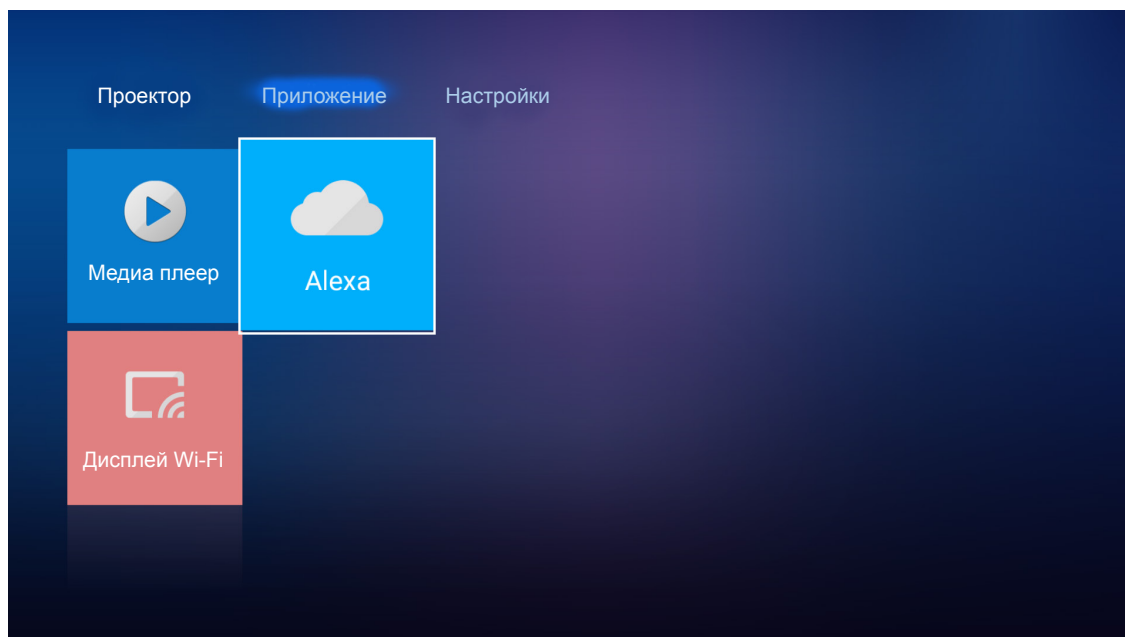 Проектор
Приложение
Настройки
Медиа плеер
Alexa
Дисплей Wi-Fi